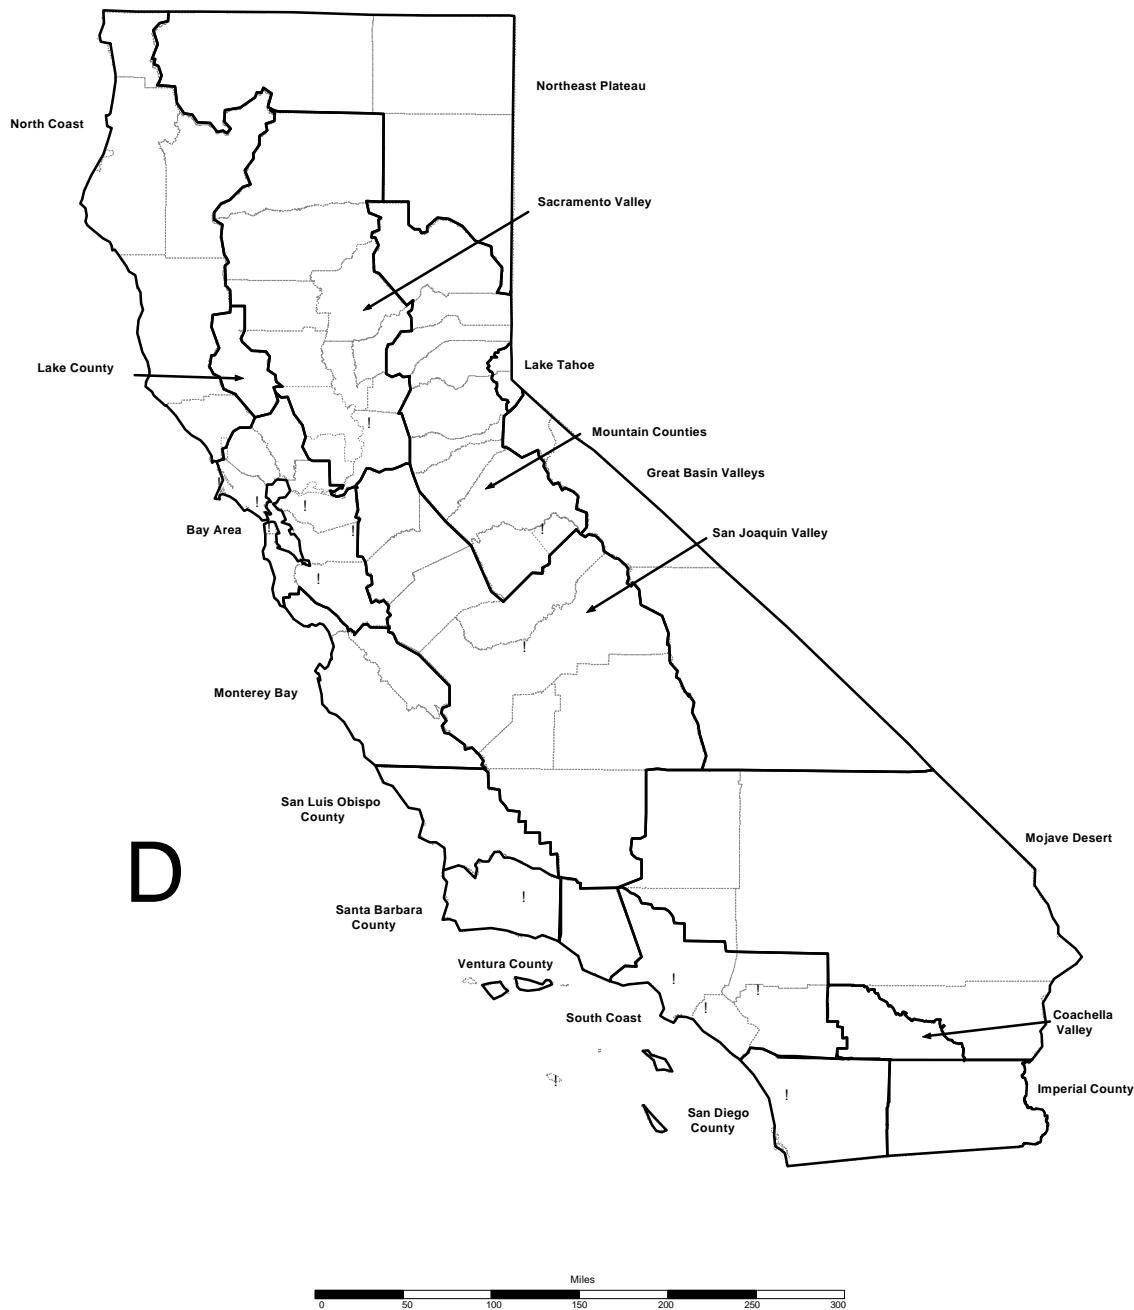 Northeast Plateau
North Coast
Sacramento Valley
Lake Tahoe
Lake County
!
Mountain Counties
Great Basin Valleys
! !
Bay Area
! ! !
San Joaquin Valley
!
!
Monterey Bay
San Luis Obispo
County
Mojave Desert
D
!
Santa Barbara
County
Ventura County
!
!
!
South Coast
Coachella
Valley
!
Imperial County
!
San Diego
County
Miles
0 50 100 150 200 250 300